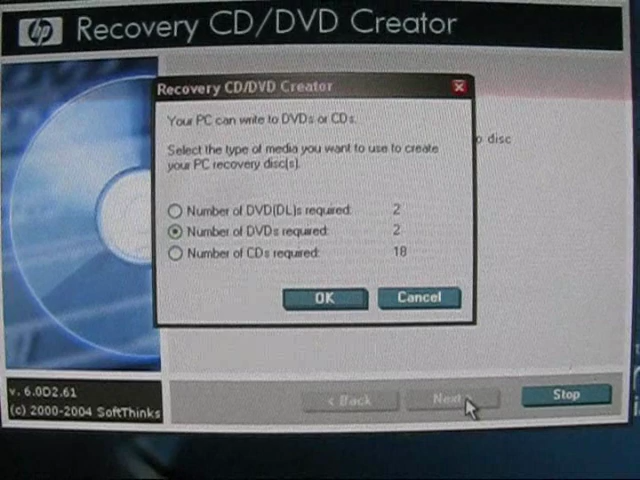 hp Recovery CD/DVD Creator
Recovery CD/DVD Creator
Your PC can write to DVDs or CDs.
o disc
Select the type of media you want to use to create
your PC recovery disc(s).
Number of DVD(DL)s required: 2
Number of DVDs required: 2
Number of CDs required: 18
OK Cancel
v. 6.0D2.61
(c) 2000-2004 SoftThinks
< Back Next Stop